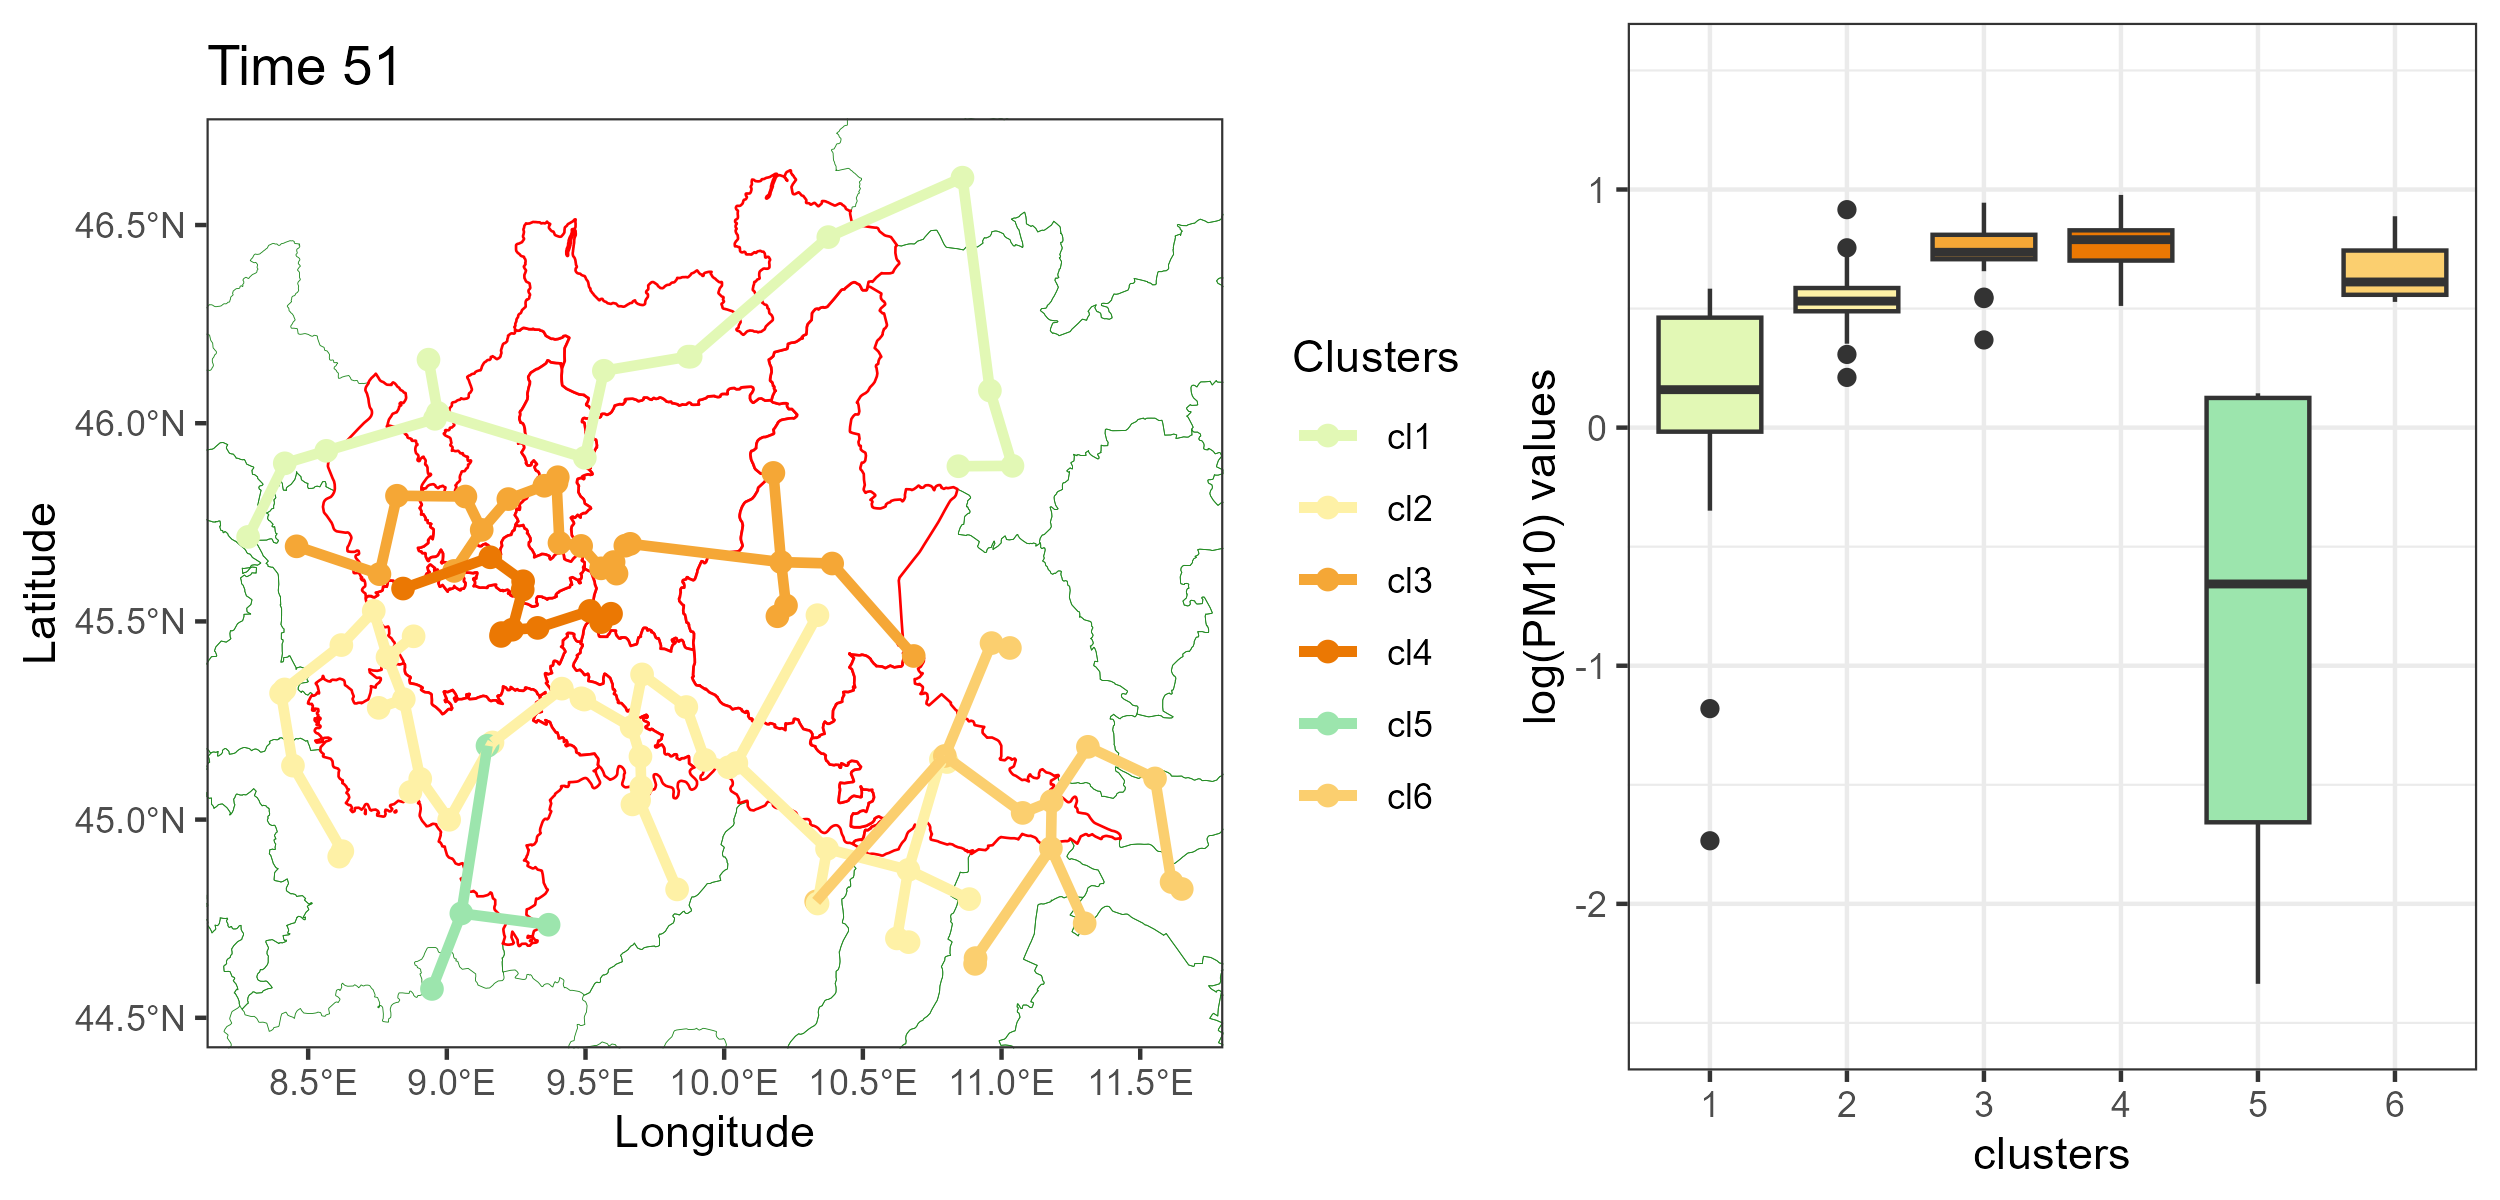 Time 51
Latitude
46.5°N
46.0°N
45.5°N
45.0°N
44.5°N
8.5°E 9.0°E 9.5°E 10.0°E 10.5°E 11.0°E 11.5°E
Longitude
Clusters
cl1
cl2
cl3
cl4
cl5
cl6
log(PM10) values
1
0
-1
-2
1 2 3 4 5 6
clusters